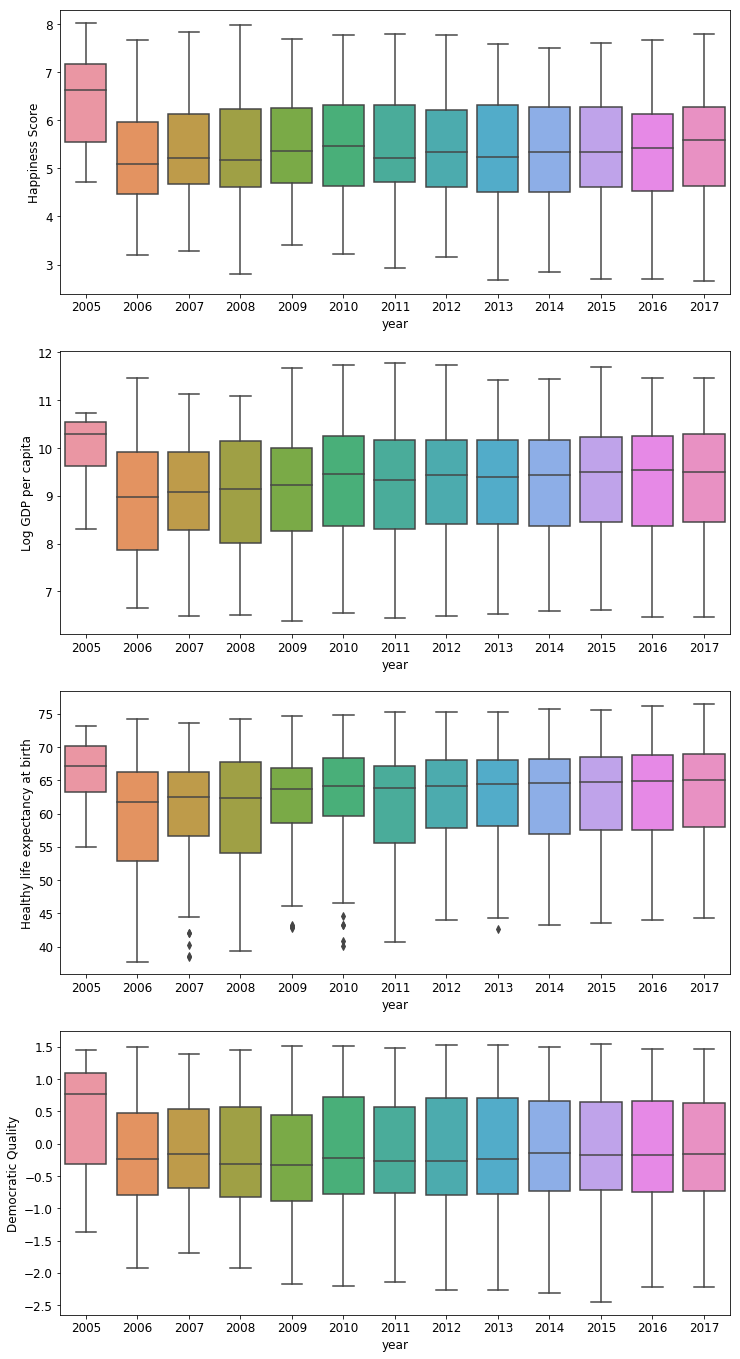 Happiness Score
8
7
6
5
4
3
2005 2006 2007 2008 2009 2010 2011 2012 2013 2014 2015 2016 2017
year
Log GDP per capita
12
11
10
9
8
7
2005 2006 2007 2008 2009 2010 2011 2012 2013 2014 2015 2016 2017
year
Healthy life expectancy at birth
75
70
65
60
55
50
45
40
2005 2006 2007 2008 2009 2010 2011 2012 2013 2014 2015 2016 2017
year
Democratic Quality
1.5
1.0
0.5
0.0
−0.5
−1.0
−1.5
−2.0
−2.5
2005 2006 2007 2008 2009 2010 2011 2012 2013 2014 2015 2016 2017
year